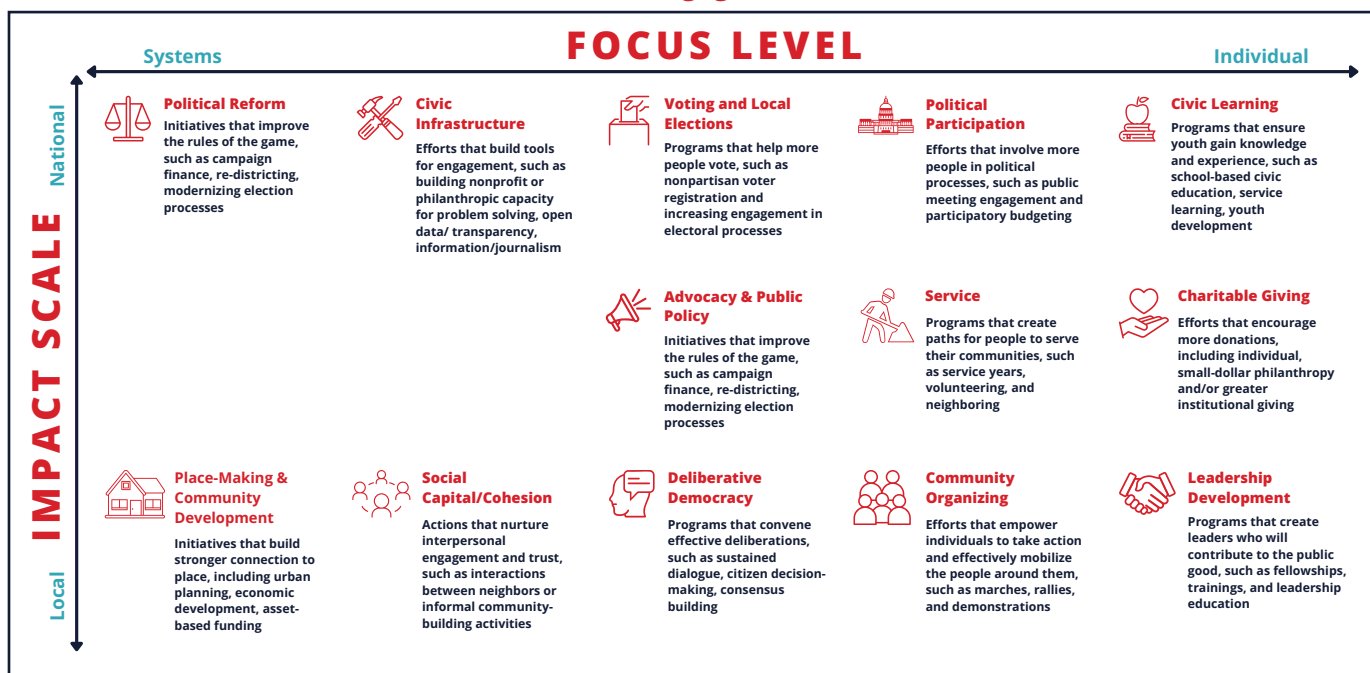 FOCUS LEVEL
Systems
Individual
IMPACT SCALE
National
Local
Political Reform
Initiatives that improve
the rules of the game,
such as campaign
finance, re-districting,
modernizing election
processes
Civic
Infrastructure
Efforts that build tools
for engagement, such as
building nonprofit or
philanthropic capacity
for problem solving, open
data/ transparency,
information/journalism
Voting and Local
Elections
Programs that help more
people vote, such as
nonpartisan voter
registration and
increasing engagement in
electoral processes
Political
Participation
Efforts that involve more
people in political
processes, such as public
meeting engagement and
participatory budgeting
Civic Learning
Programs that ensure
youth gain knowledge
and experience, such as
school-based civic
education, service
learning, youth
development
Advocacy & Public
Policy
Initiatives that improve
the rules of the game,
such as campaign
finance, re-districting,
modernizing election
processes
Service
Programs that create
paths for people to serve
their communities, such
as service years,
volunteering, and
neighboring
Charitable Giving
Efforts that encourage
more donations,
including individual,
small-dollar philanthropy
and/or greater
institutional giving
Place-Making &
Community
Development
Initiatives that build
stronger connection to
place, including urban
planning, economic
development, asset-
based funding
Social
Capital/Cohesion
Actions that nurture
interpersonal
engagement and trust,
such as interactions
between neighbors or
informal community-
building activities
Deliberative
Democracy
Programs that convene
effective deliberations,
such as sustained
dialogue, citizen decision-
making, consensus
building
Community
Organizing
Efforts that empower
individuals to take action
and effectively mobilize
the people around them,
such as marches, rallies,
and demonstrations
Leadership
Development
Programs that create
leaders who will
contribute to the public
good, such as fellowships,
trainings, and leadership
education